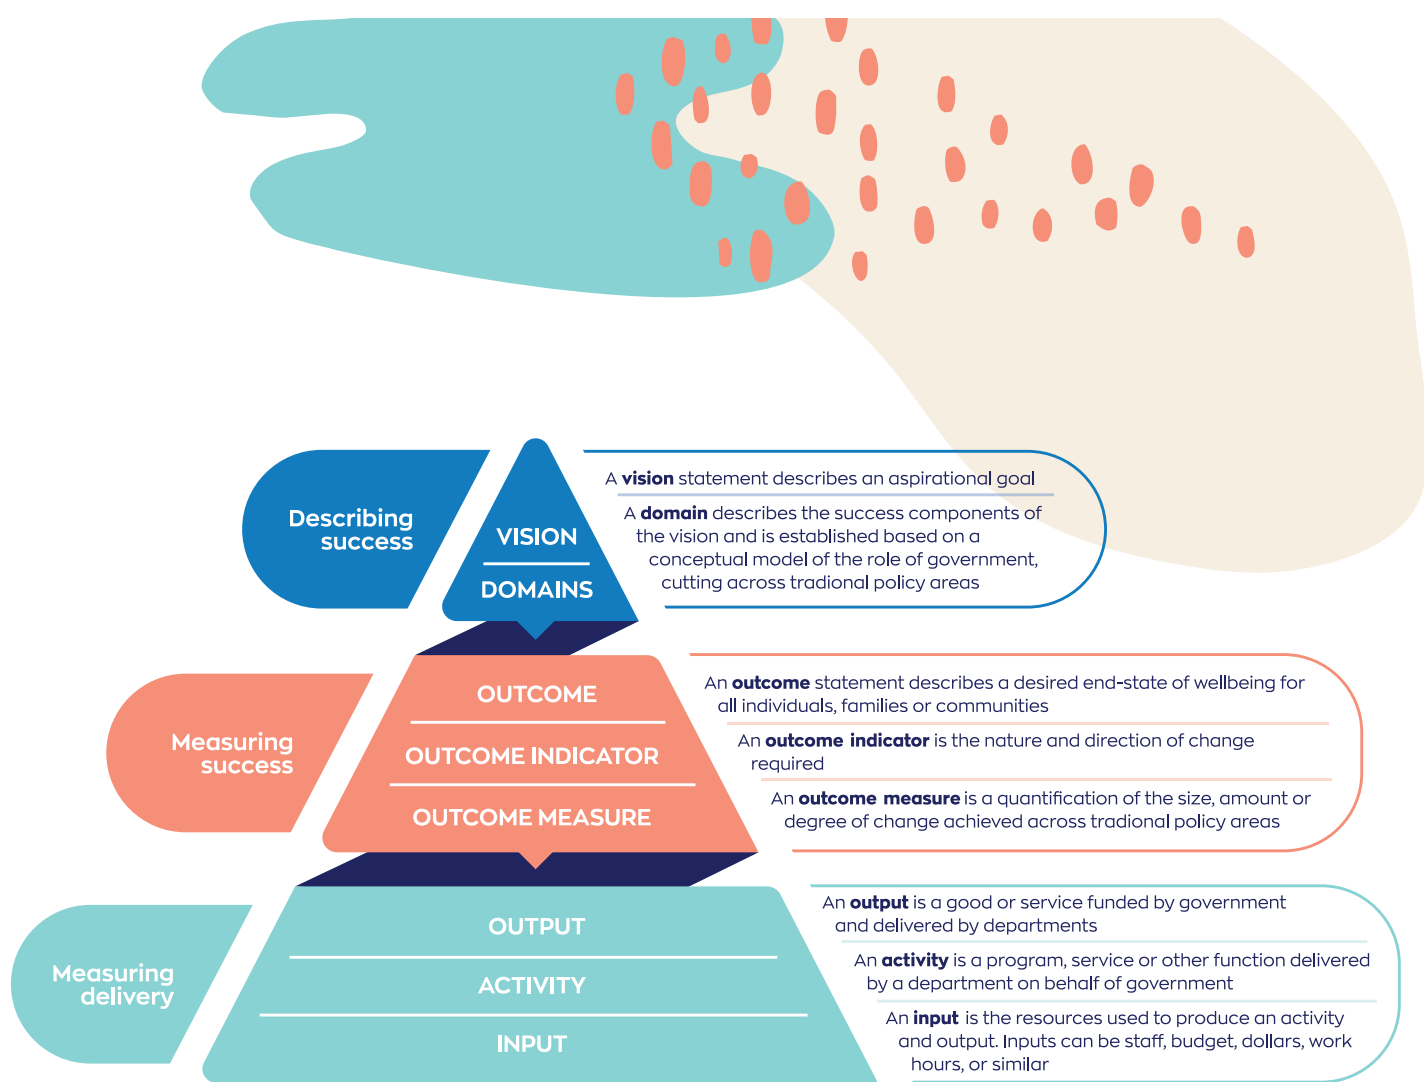 Describing
success
VISION
DOMAINS
A vision statement describes an aspirational goal
A domain describes the success components of
the vision and is established based on a
conceptual model of the role of government,
cutting across tradional policy areas
Measuring
success
OUTCOME
OUTCOME INDICATOR
OUTCOME MEASURE
An outcome statement describes a desired end-state of wellbeing for
all individuals, families or communities
An outcome indicator is the nature and direction of change
required
An outcome measure is a quantification of the size, amount or
degree of change achieved across tradional policy areas
Measuring
delivery
OUTPUT
ACTIVITY
INPUT
An output is a good or service funded by government
and delivered by departments
An activity is a program, service or other function delivered
by a department on behalf of government
An input is the resources used to produce an activity
and output. Inputs can be staff, budget, dollars, work
hours, or similar